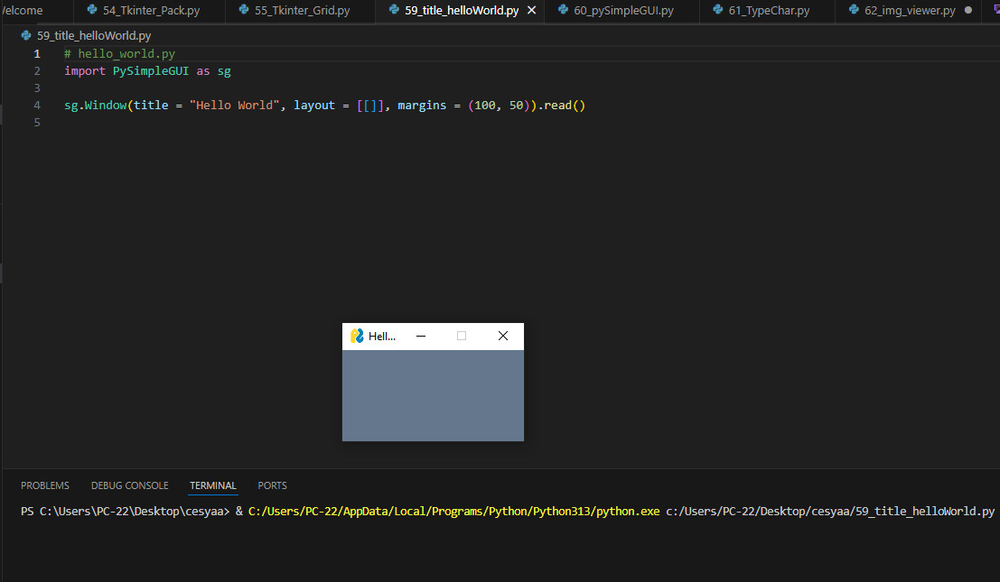 54_Tkinter_Pack.py 55_Tkinter_Grid.py 59_title_helloWorld.py 60_pySimpleGUI.py 61_TypeChar.py 62_img_viewer.py
59_title_helloWorld.py
1 # hello_world.py
2 import PySimpleGUI as sg
3
4 sg.Window(title = "Hello World", layout = [[]], margins = (100, 50)).read()
5
Hell...
PROBLEMS DEBUG CONSOLE TERMINAL PORTS
PS C:\Users\PC-22\Desktop\cesyaa> & C:/Users/PC-22/AppData/Local/Programs/Python/Python313/python.exe c:/Users/PC-22/Desktop/cesyaa/59_title_helloWorld.py